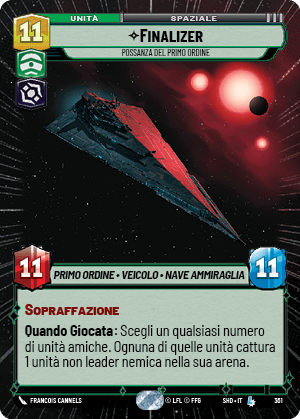 UNITÀ
SPAZIALE
11
FINALIZER
POSSANZA DEL PRIMO ORDINE
11
PRIMO ORDINE • VEICOLO • NAVE AMMIRAGLIA
11
SOPRAFFAZIONE
Quando Giocata: Scegli un qualsiasi numero
di unità amiche. Ognuna di quelle unità cattura
1 unità non leader nemica nella sua arena.
FRANCOIS CANNELS
© LFL © FFG
SHD • IT
361